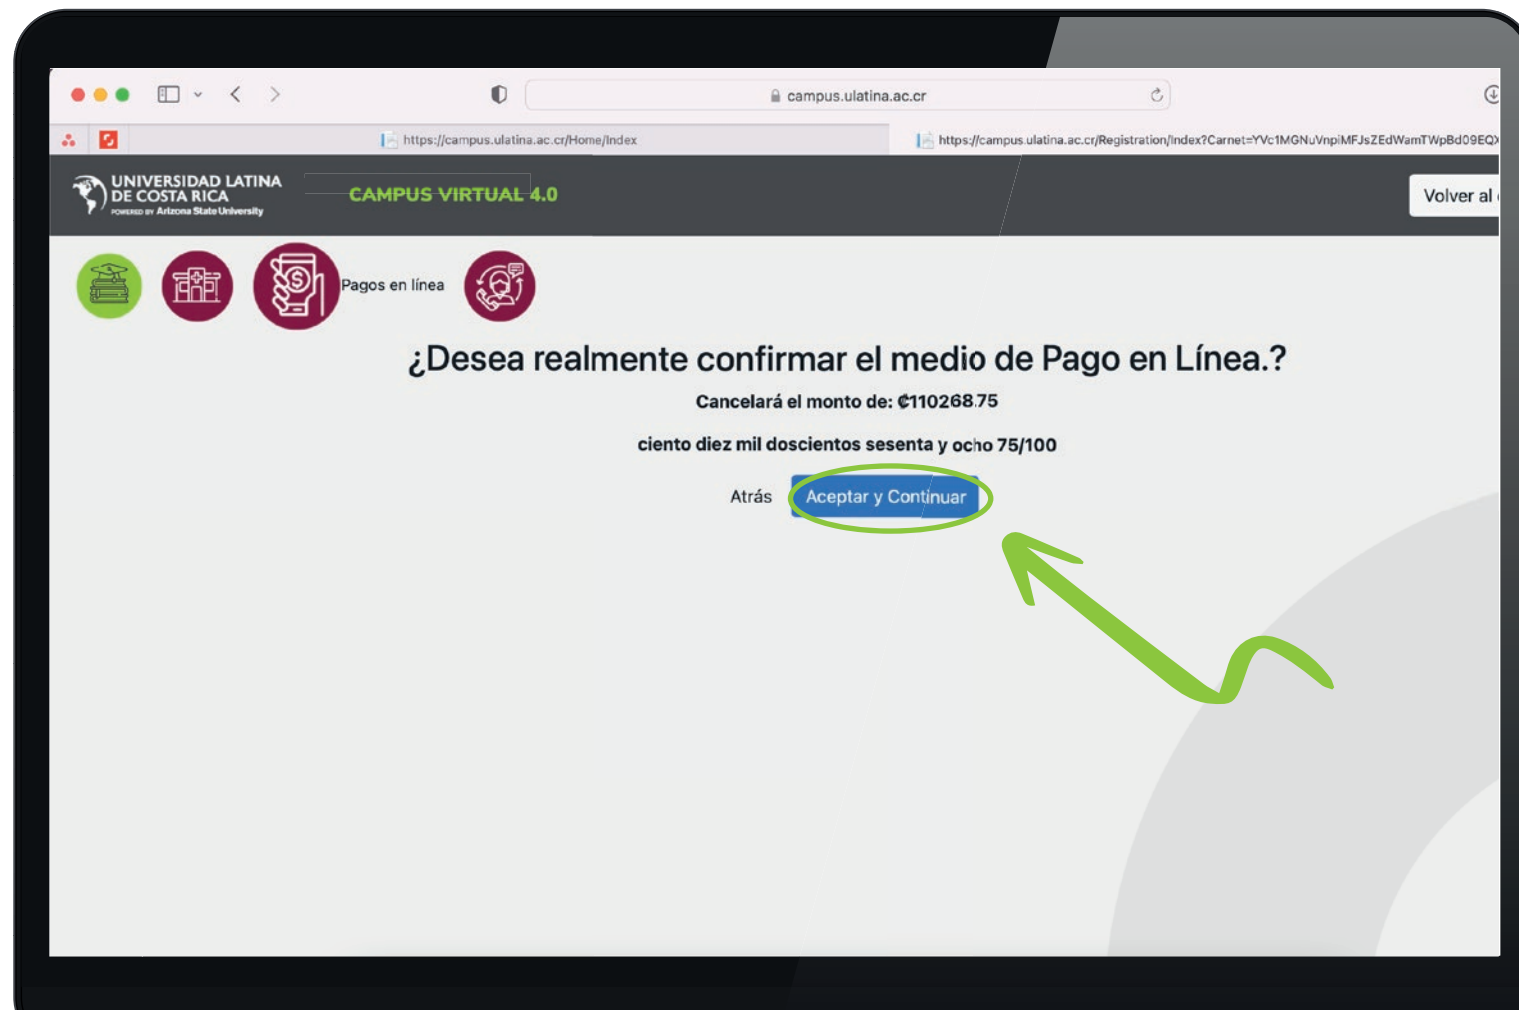 campus.ulatina.ac.cr
https://campus.ulatina.ac.cr/Home/Index
https://campus.ulatina.ac.cr/Registration/Index?Carnet=YVc1MGNuVnpiMFJsZEdWamTWpBd09EQX
UNIVERSIDAD LATINA
DE COSTA RICA
POWERED BY Arizona State University
CAMPUS VIRTUAL 4.0
Volver al
Pagos en línea
¿Desea realmente confirmar el medio de Pago en Línea.?
Cancelará el monto de: ₡110268.75
ciento diez mil doscientos sesenta y ocho 75/100
Atrás
Aceptar y Continuar